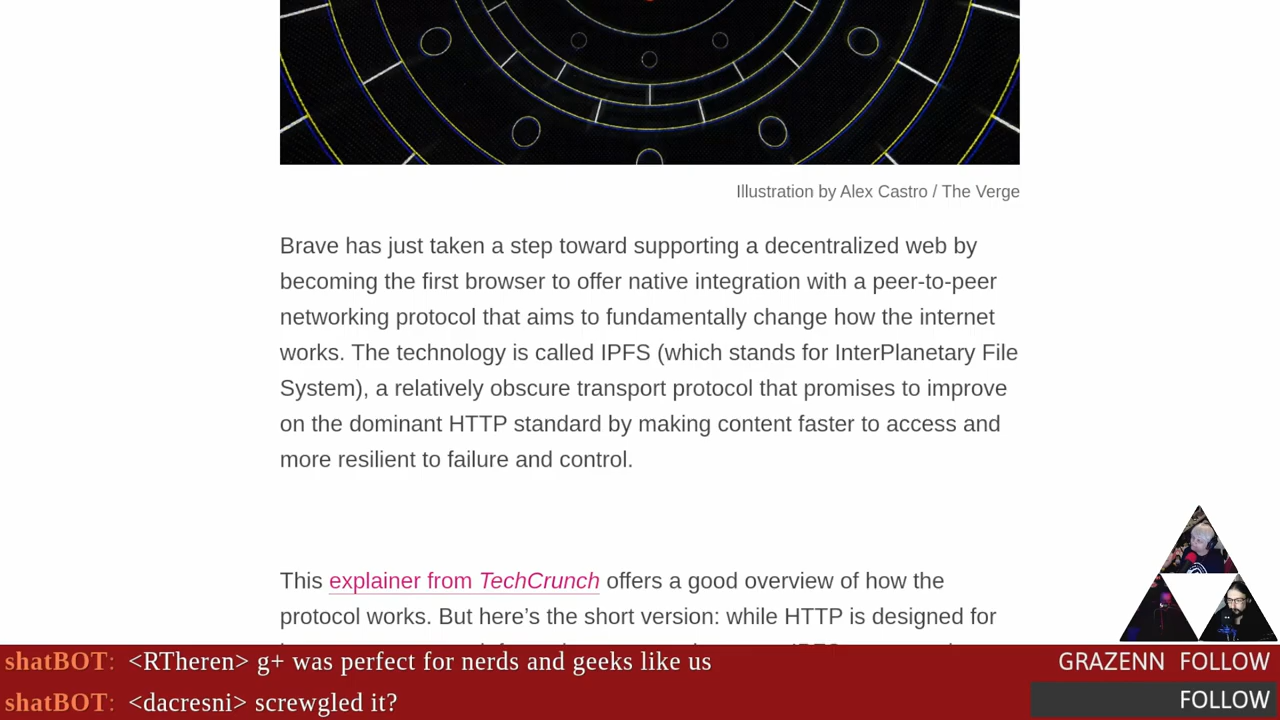 Illustration by Alex Castro / The Verge
Brave has just taken a step toward supporting a decentralized web by
becoming the first browser to offer native integration with a peer-to-peer
networking protocol that aims to fundamentally change how the internet
works. The technology is called IPFS (which stands for InterPlanetary File
System), a relatively obscure transport protocol that promises to improve
on the dominant HTTP standard by making content faster to access and
more resilient to failure and control.
This explainer from TechCrunch offers a good overview of how the
protocol works. But here’s the short version: while HTTP is designed for
shatBOT: <RTheren> g+ was perfect for nerds and geeks like us
GRAZENN FOLLOW
shatBOT: <dacresni> screwgled it?
FOLLOW